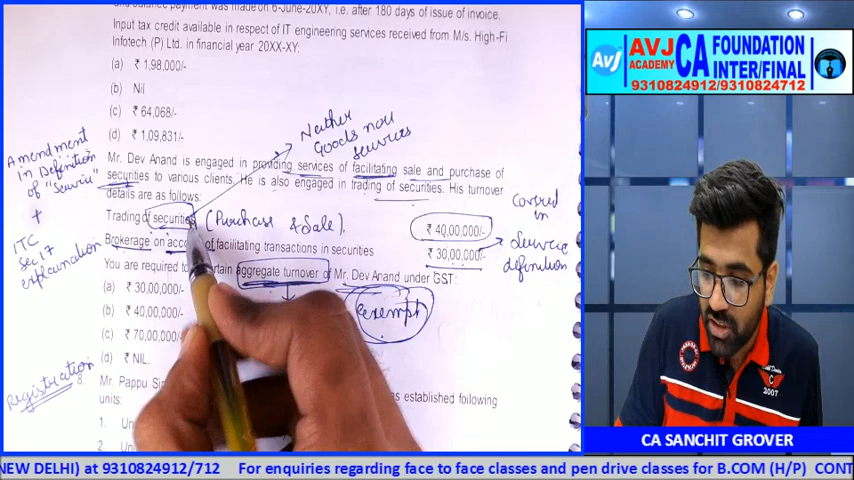 and balance payment was made on 6-June-20XY, i.e. after 180 days of issue of invoice.
Input tax credit available in respect of IT engineering services received from M/s. High-Fi
Infotech (P) Ltd. in financial year 20XX-XY:
(a) ₹ 1,98,000/-
(b) Nil
(c) ₹ 64,068/-
(d) ₹ 1,09,831/-
Neither
Goods nor
services
Amendment
in Definition
of "Service"
+
ITC
Sec 17
explanation
Mr. Dev Anand is engaged in providing services of facilitating sale and purchase of
securities to various clients. He is also engaged in trading of securities. His turnover
details are as follows:
Trading of securities (Purchase & Sale). ₹ 40,00,000/-
Brokerage on of facilitating transactions in securities ₹ 30,00,000/-
Covered
in
Service
definition
You are required to aggregate turnover of Mr. Dev Anand under GST:
(a) ₹ 30,00,000/-
exempt
(b) ₹ 40,00,000/-
(c) ₹ 70,00,000/-
(d) ₹ NIL.
Registration
8. Mr. Pappu as established following
units:
1.
2.
AVJ
AVJ
ACADEMY
CA FOUNDATION
INTER/FINAL
9310824912/9310824712
2007
CA SANCHIT GROVER
NEW DELHI) at 9310824912/712 For enquiries regarding face to face classes and pen drive classes for B.COM (H/P) CONT